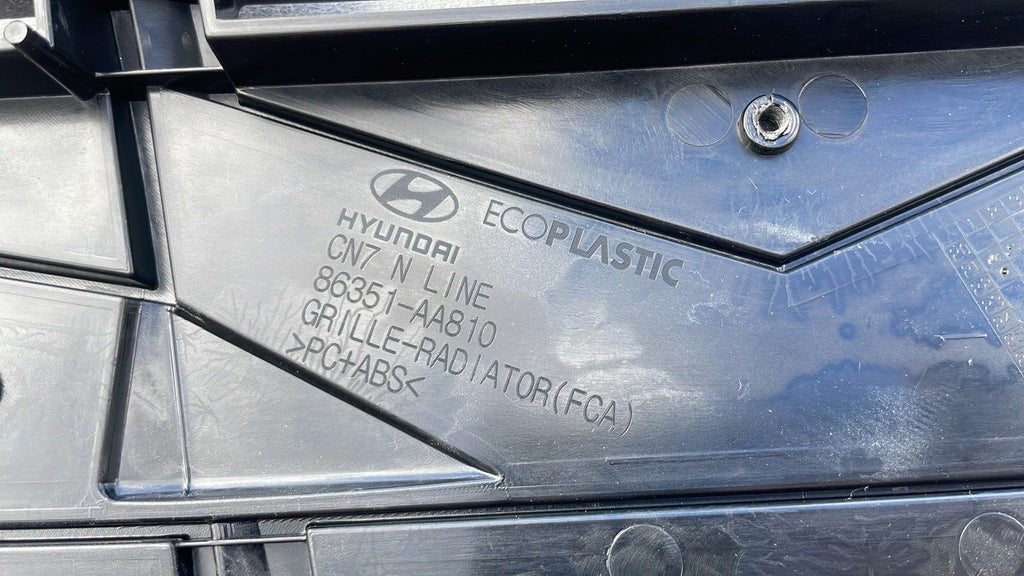 HYUNDAI ECOPLASTIC
CN7 N LINE
86351-AA810
GRILLE-RADIATOR(FCA)
>PC+ABS<